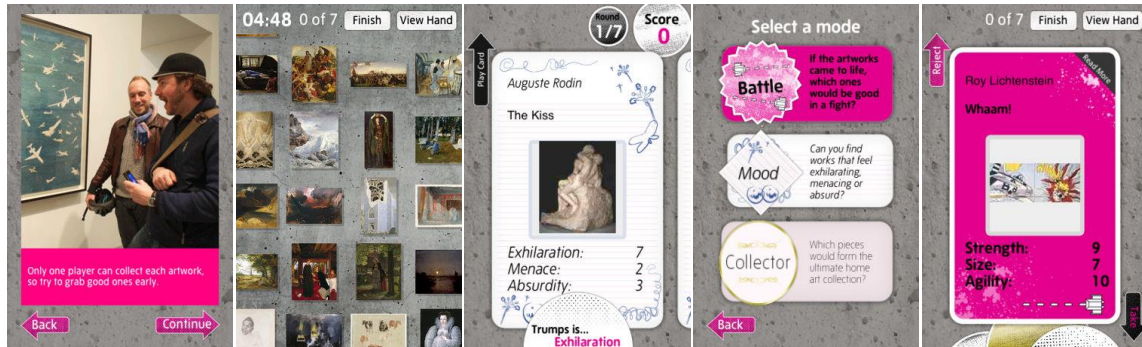 Only one player can collect each artwork,
so try to grab good ones early.
Back
Continue
04:48 0 of 7 Finish View Hand
Round
1/7
Score
0
Play Card
Auguste Rodin
The Kiss
Exhilaration: 7
Menace: 2
Absurdity: 3
Trumps is...
Exhilaration
Select a mode
Battle
If the artworks
came to life,
which ones
would be good
in a fight?
Mood
Can you find
works that feel
exhilarating,
menacing or
absurd?
Collector
Which pieces
would form the
ultimate home
art collection?
Back
0 of 7 Finish View Hand
Reject
Read More
Roy Lichtenstein
Whaam!
Strength: 9
Size: 7
Agility: 10
Take